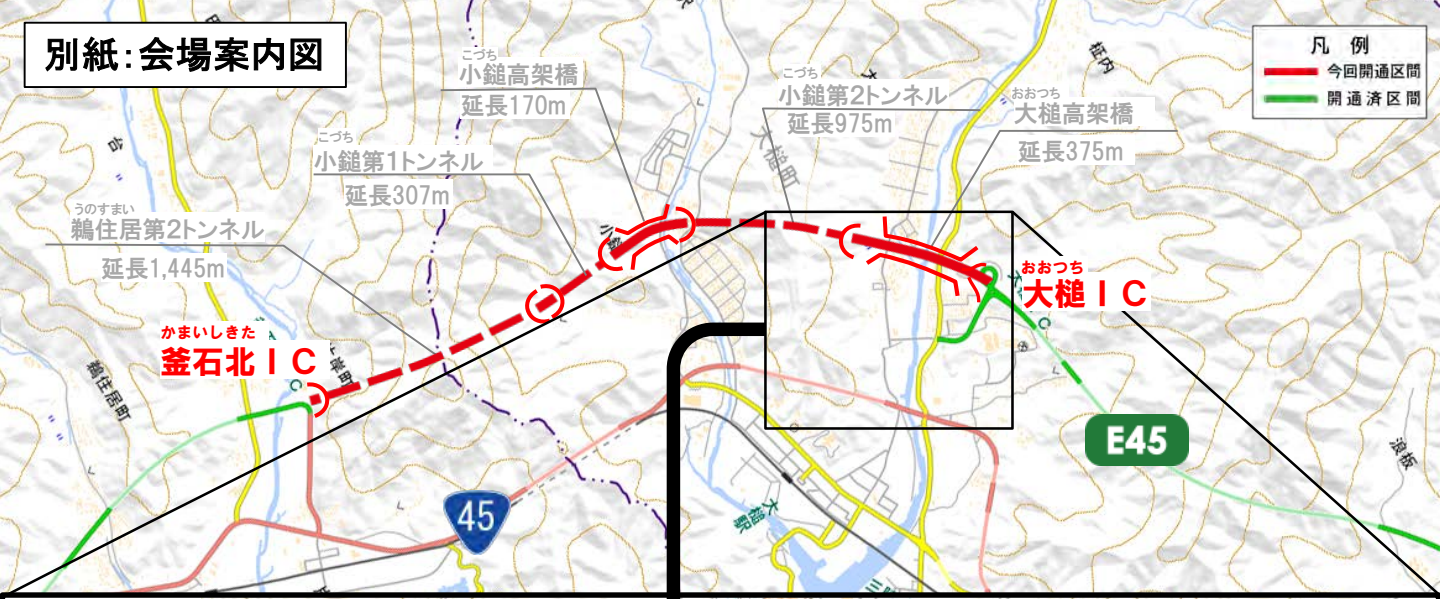 別紙：会場案内図
凡 例
今回開通区間
開通済区間
こづち
小鎚高架橋
延長170m
こづち
小鎚第2トンネル
延長975m
おおつち
大槌高架橋
延長375m
こづち
小鎚第1トンネル
延長307m
うのすまい
鵜住居第2トンネル
延長1,445m
かまいしきた
釜石北ＩＣ
おおつち
大槌ＩＣ
E45
45
鵜住居町
大槌町
大槌駅
浪板
柾内